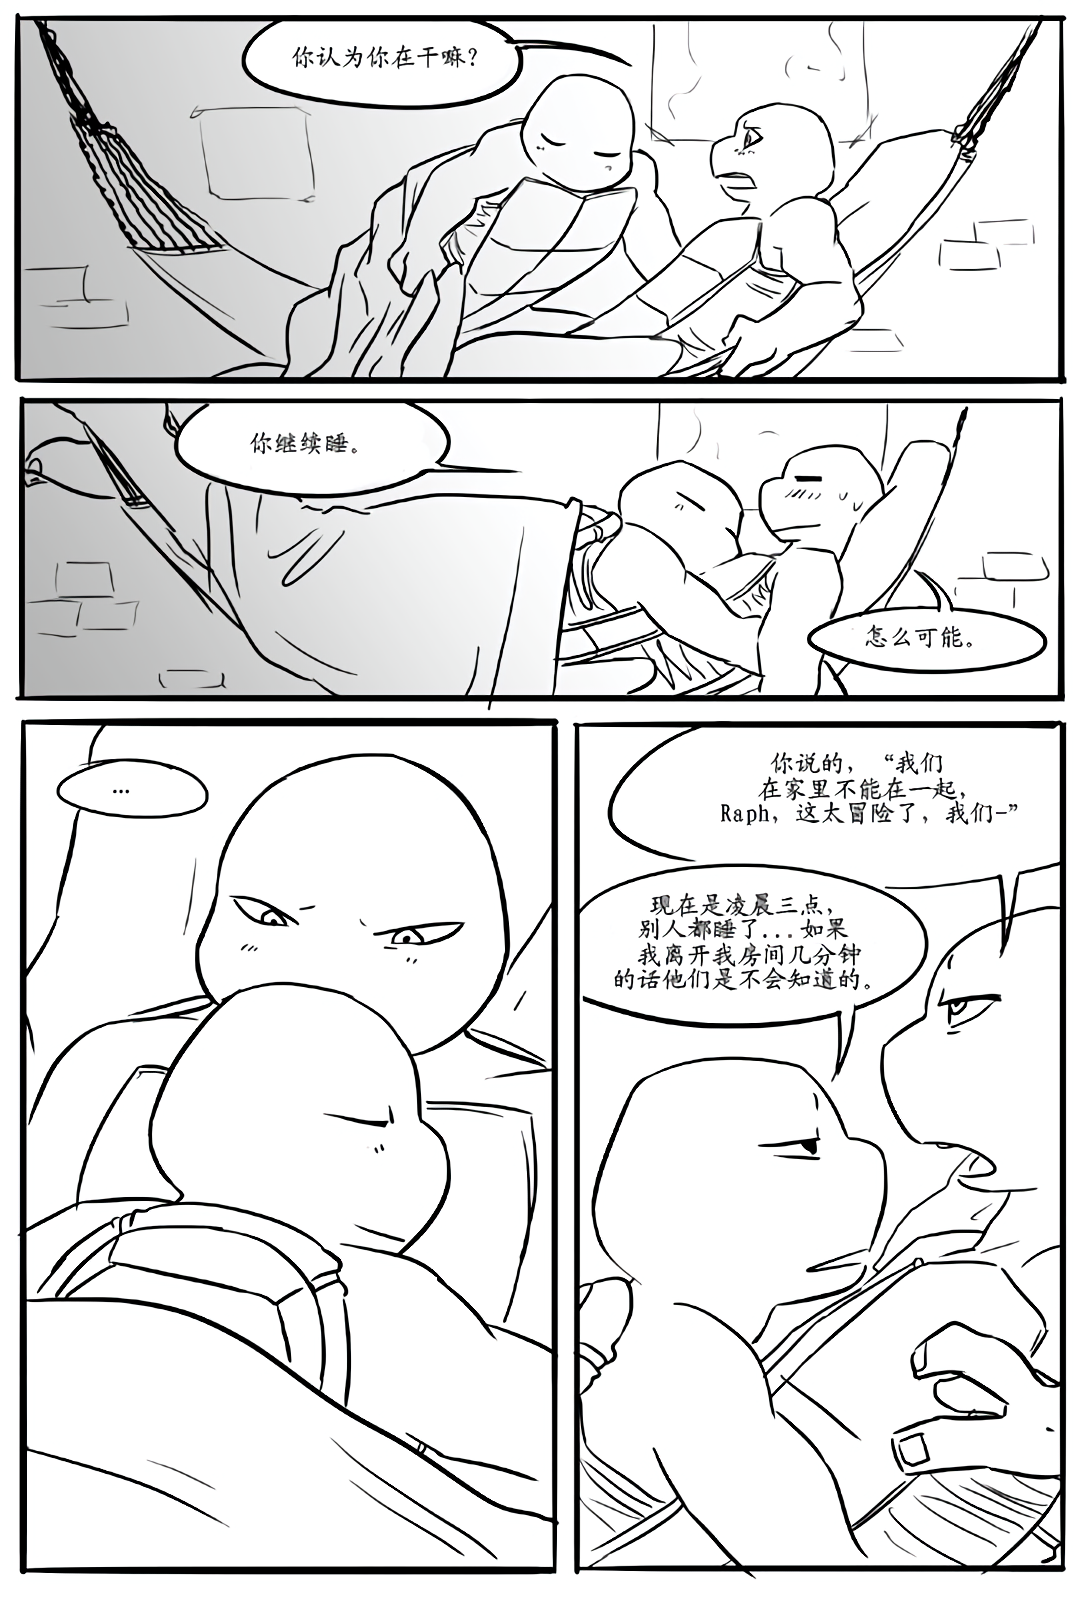 你认为你在干嘛？
你继续睡。
怎么可能。
...
你说的，“我们
在家里不能在一起，
Raph，这太冒险了，我们-”
现在是凌晨三点，
别人都睡了...如果
我离开我房间几分钟
的话他们是不会知道的。